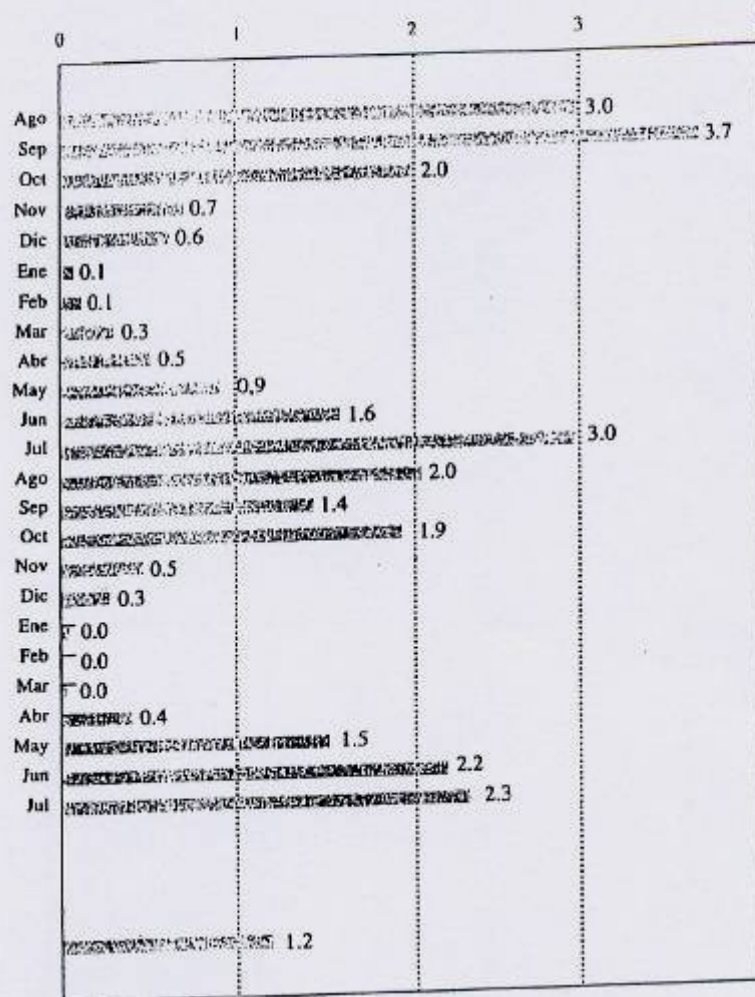 0 1 2 3
Ago 3.0
Sep 3.7
Oct 2.0
Nov 0.7
Dic 0.6
Ene 0.1
Feb 0.1
Mar 0.3
Abr 0.5
May 0,9
Jun 1.6
Jul 3.0
Ago 2.0
Sep 1.4
Oct 1.9
Nov 0.5
Dic 0.3
Ene 0.0
Feb 0.0
Mar 0.0
Abr 0.4
May 1.5
Jun 2.2
Jul 2.3
1.2